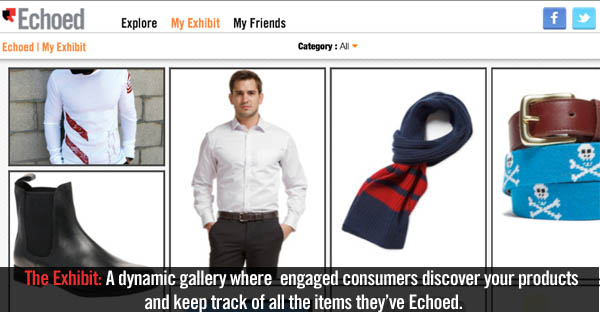 Echoed
Explore My Exhibit My Friends
Echoed | My Exhibit
Category : All
The Exhibit: A dynamic gallery where engaged consumers discover your products
and keep track of all the items they've Echoed.